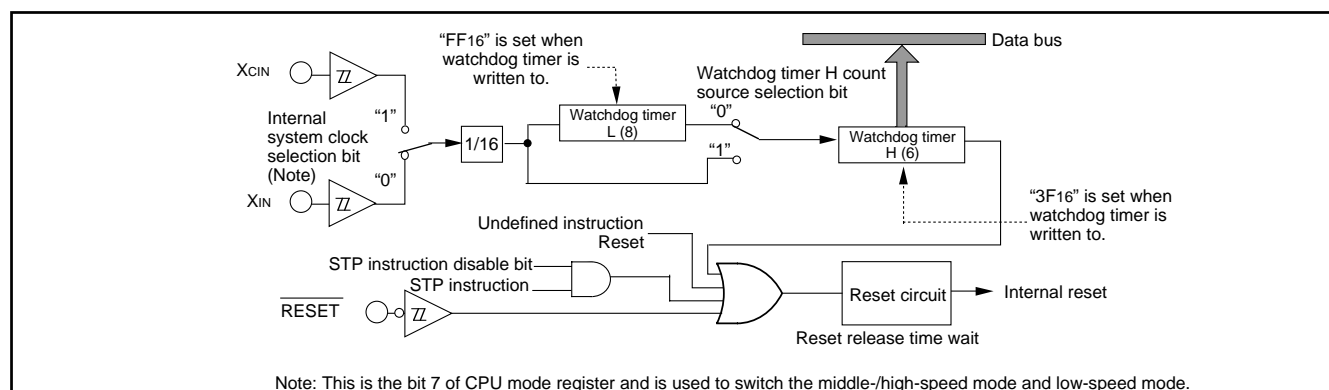 “FF16” is set when
watchdog timer is
written to.
Data bus
XCIN
Watchdog timer H count
source selection bit
“1”
“0”
Internal
system clock
selection bit
(Note)
1/16
Watchdog timer
L (8)
Watchdog timer
H (6)
“1”
“0”
XIN
“3F16” is set when
watchdog timer is
written to.
Undefined instruction
Reset
STP instruction disable bit
STP instruction
RESET
Reset circuit
Internal reset
Reset release time wait
Note: This is the bit 7 of CPU mode register and is used to switch the middle-/high-speed mode and low-speed mode.